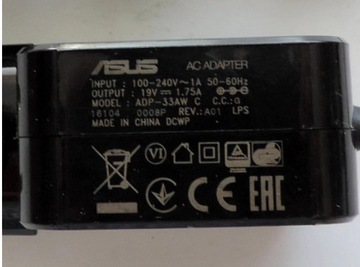 ASUS AC ADAPTER
INPUT : 100-240V~1A 50-60Hz
OUTPUT : 19V 1.75A
MODEL : ADP-33AW C C.C.: G
16104 0008P REV.: A01 LPS
MADE IN CHINA DCWP
VI
CE EAC